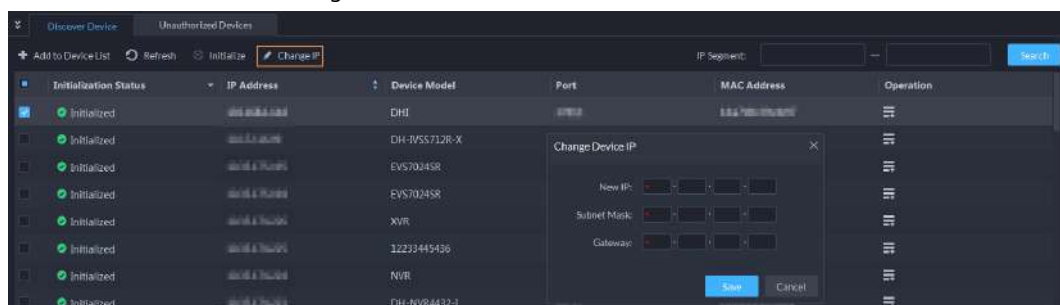 Discover Device Unauthorized Devices
Add to Device List Refresh Initialize Change IP IP Segment: — Search
Initialization Status IP Address Device Model Port MAC Address Operation
Initialized DHI
Initialized DH-IVSS712R-X
Initialized EVS7024SR
Initialized EVS7024SR
Initialized XVR
Initialized 12233445436
Initialized NVR
Initialized DH-NVR4432-I
Change Device IP
New IP:
Subnet Mask:
Gateway:
Save Cancel